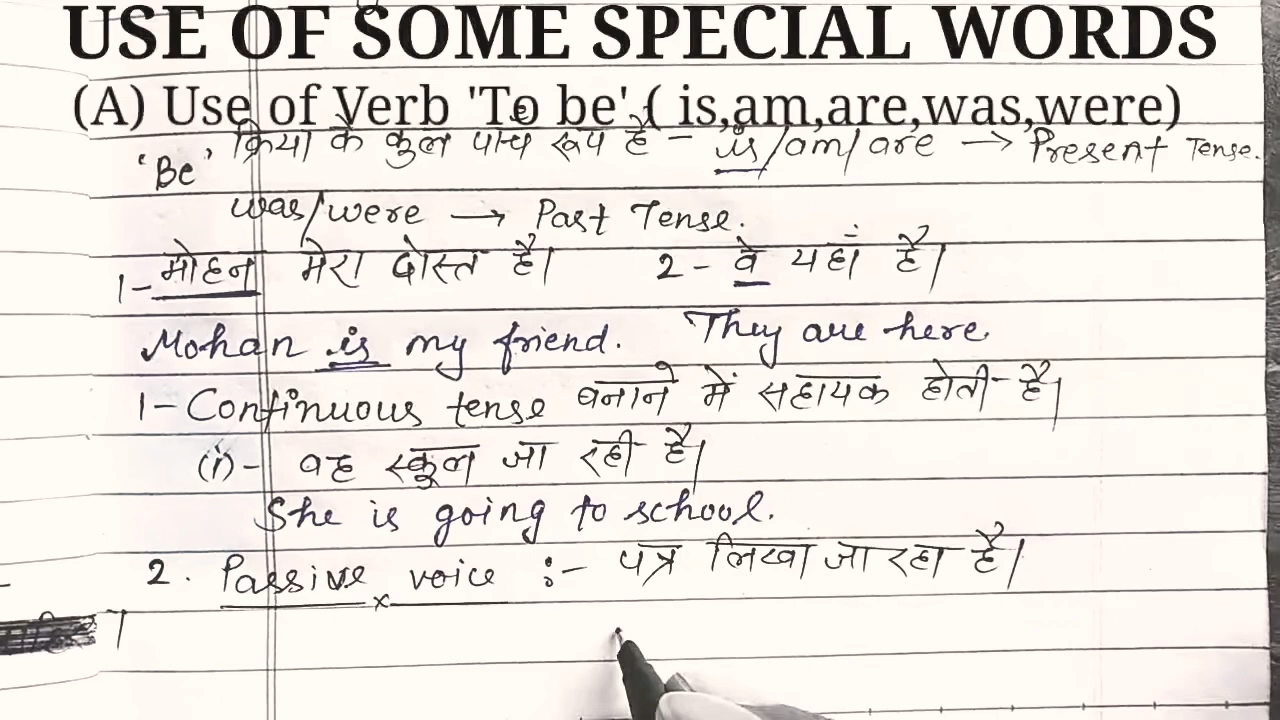 USE OF SOME SPECIAL WORDS
(A) Use of Verb 'To be' ( is,am,are,was,were)
'Be' क्रिया के कुल पांच रूप है - is/am/are → Present Tense.
was/were → Past Tense.
1- मोहन मेरा दोस्त है। 2- वे यहां हैं।
Mohan is my friend. They are here.
1- Continuous tense बनाने में सहायक होती है।
(i)- वह स्कूल जा रही है।
She is going to school.
2. Passive voice :- पत्र लिखा जा रहा है।